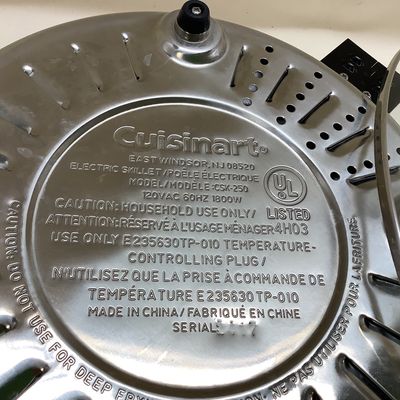 Cuisinart®
EAST WINDSOR, NJ 08520
ELECTRIC SKILLET/POÊLE ÉLECTRIQUE
MODEL/MODÈLE:CSK-250
120VAC 60HZ 1800W
CAUTION: HOUSEHOLD USE ONLY/
ATTENTION: RÉSERVÉ À L'USAGE MÉNAGER
USE ONLY E235630TP-010 TEMPERATURE-
CONTROLLING PLUG/
N'UTILISEZ QUE LA PRISE À COMMANDE DE
TEMPÉRATURE E235630TP-010
MADE IN CHINA/FABRIQUÉ EN CHINE
SERIAL:
UL
®
LISTED
4H03
CAUTION: DO NOT USE FOR DEEP
NE PAS UTILISER POUR LA FRITURE